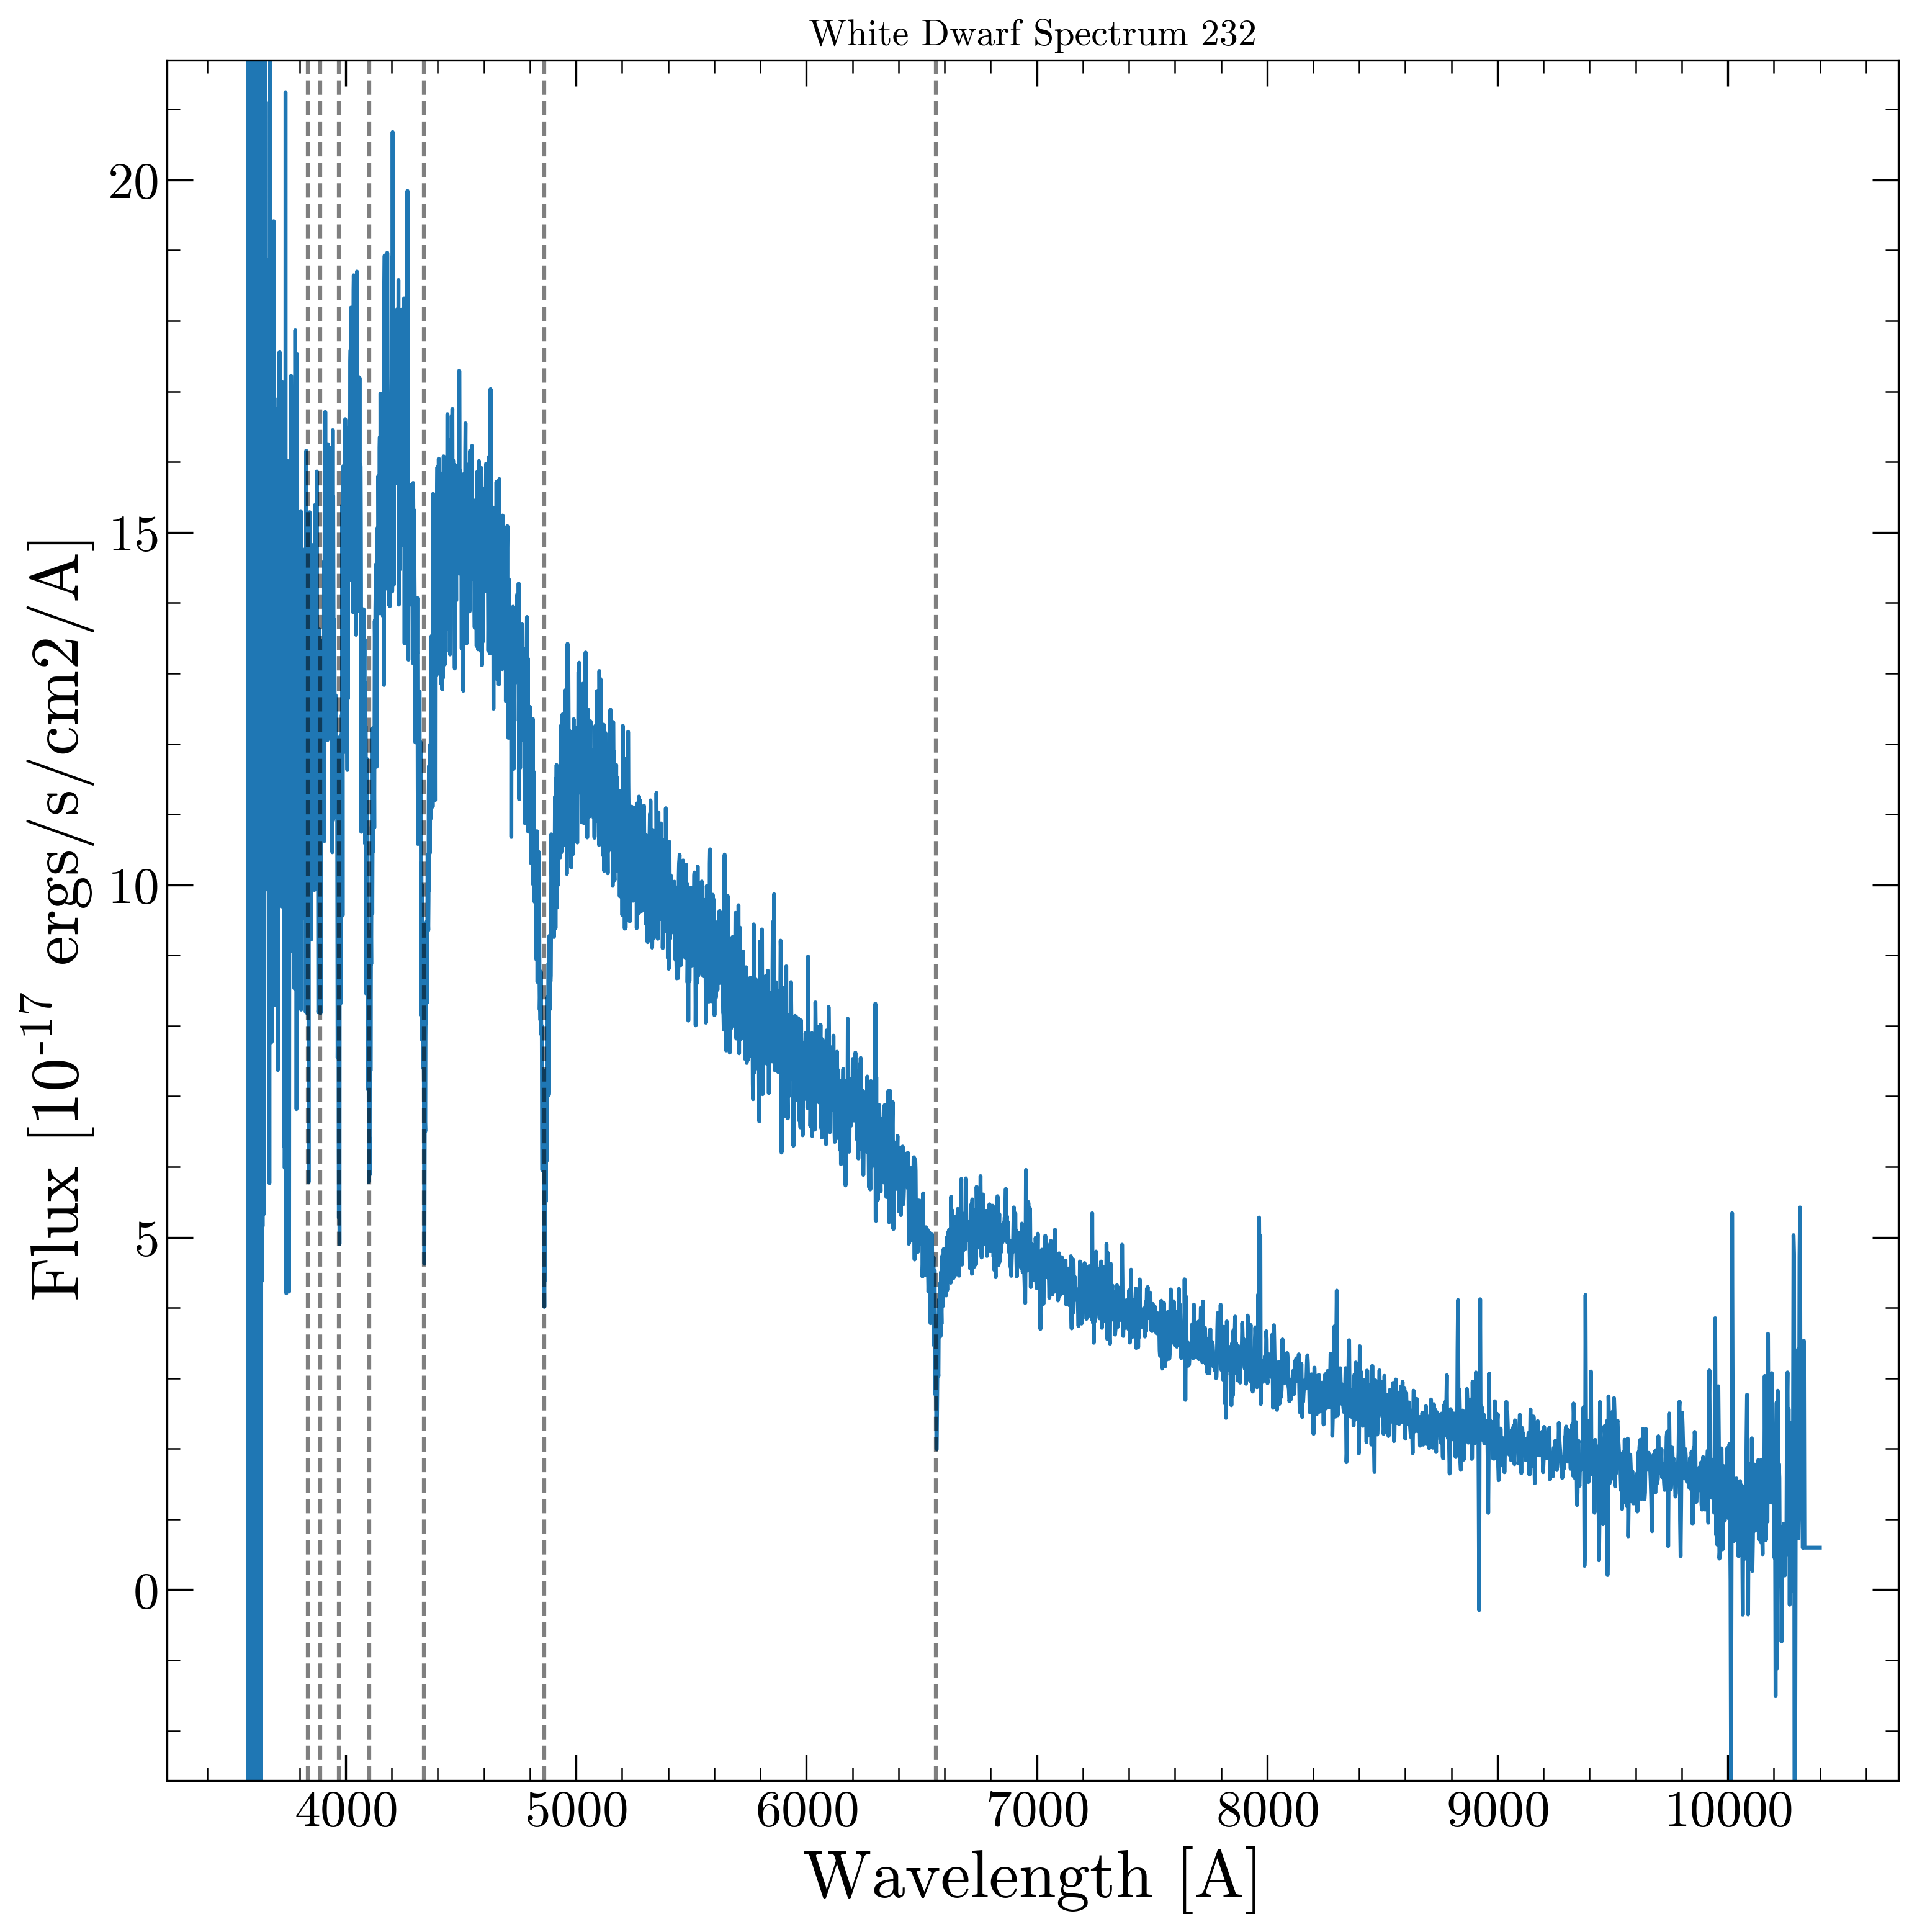 White Dwarf Spectrum 232
Flux [10⁻¹⁷ ergs/s/cm2/A]
20
15
10
5
0
4000 5000 6000 7000 8000 9000 10000
Wavelength [A]